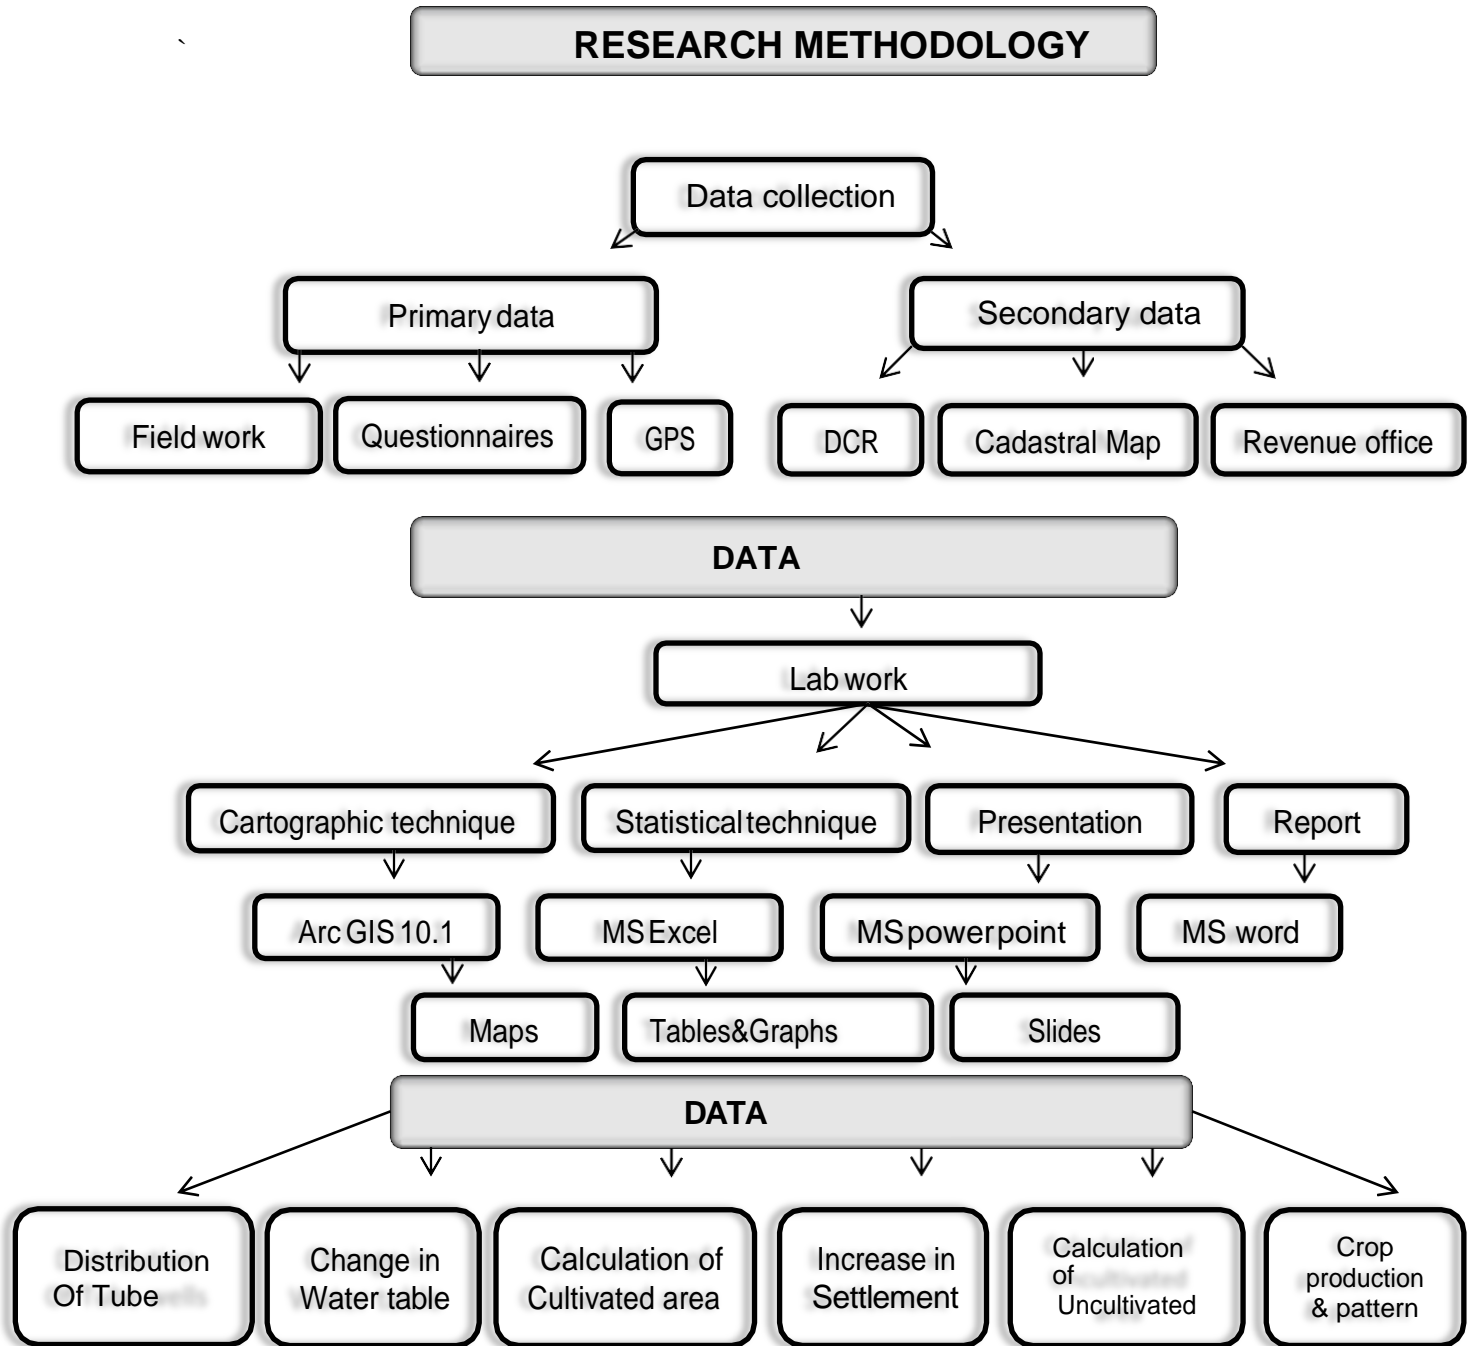 `
RESEARCH METHODOLOGY
Data collection
Primary data
Secondary data
Field work
Questionnaires
GPS
DCR
Cadastral Map
Revenue office
DATA
Lab work
Cartographic technique
Statistical technique
Presentation
Report
Arc GIS 10.1
MS Excel
MS powerpoint
MS word
Maps
Tables&Graphs
Slides
DATA
Distribution
Of Tube
Change in
Water table
Calculation of
Cultivated area
Increase in
Settlement
Calculation
of
Uncultivated
Crop
production
& pattern